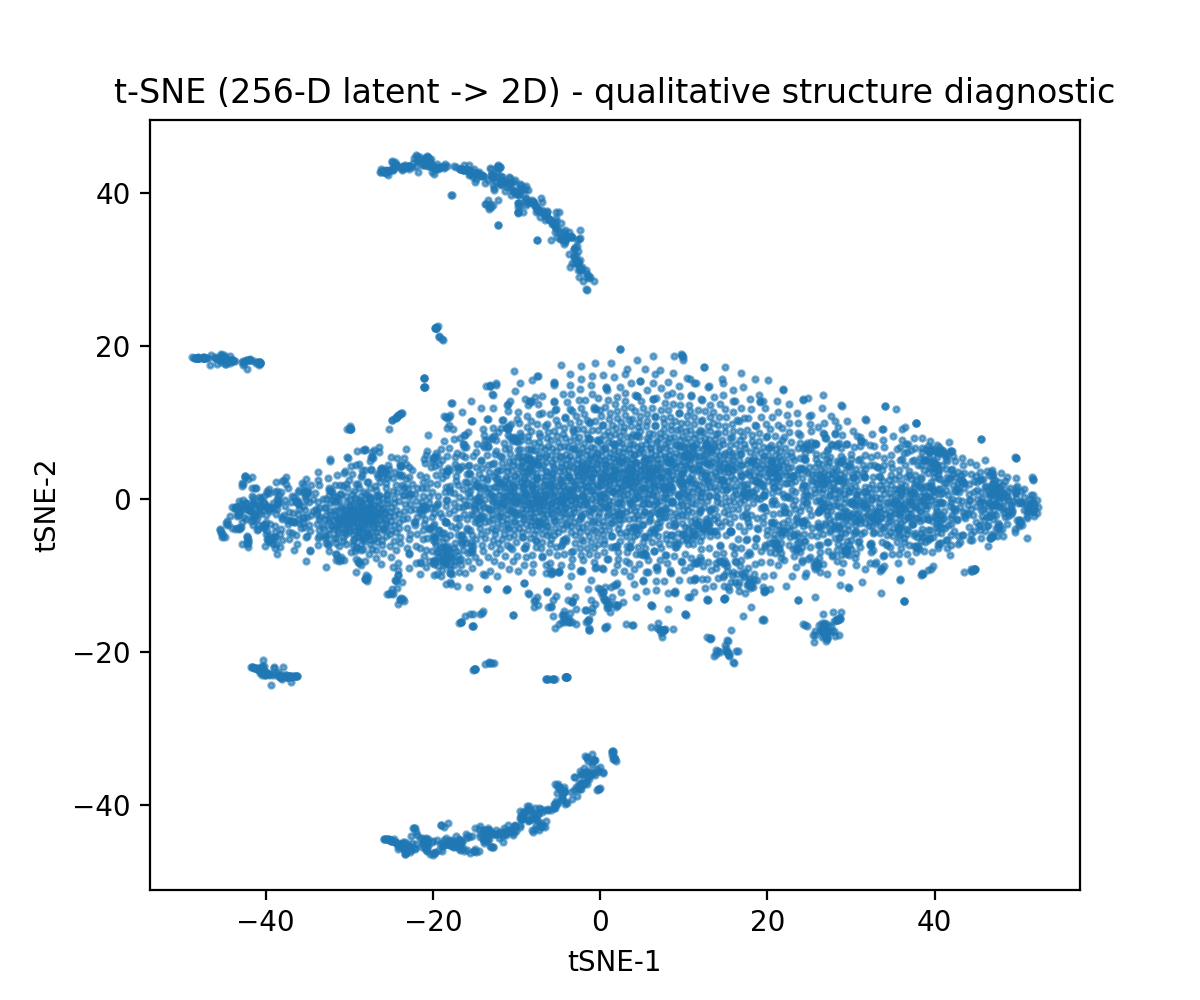 t-SNE (256-D latent -> 2D) - qualitative structure diagnostic
40
20
0
−20
−40
tSNE-2
−40 −20 0 20 40
tSNE-1